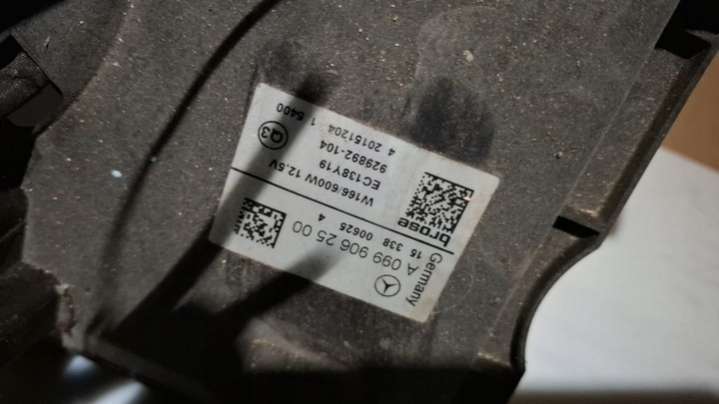 Germany
A 099 906 25 00
15 338 00625 4
brose
W166/600W 12.5V
EC138Y19
929892-104
4 20151204 1 5400
Q3